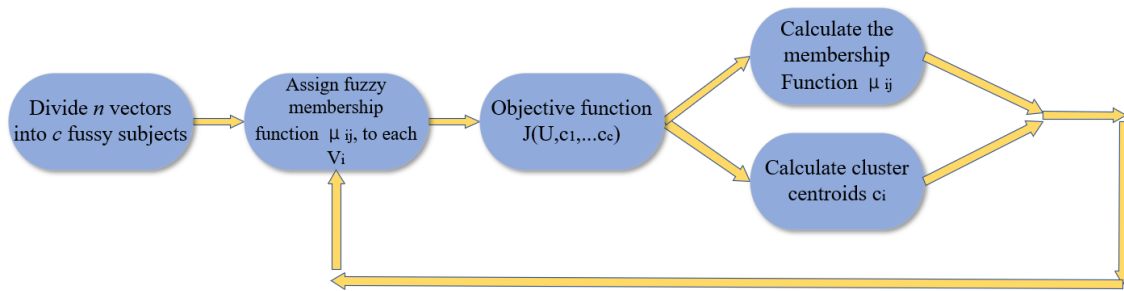 Divide n vectors
into c fussy subjects
Assign fuzzy
membership
function μ ij, to each
Vi
Objective function
J(U,c1,...cc)
Calculate the
membership
Function μ ij
Calculate cluster
centroids ci